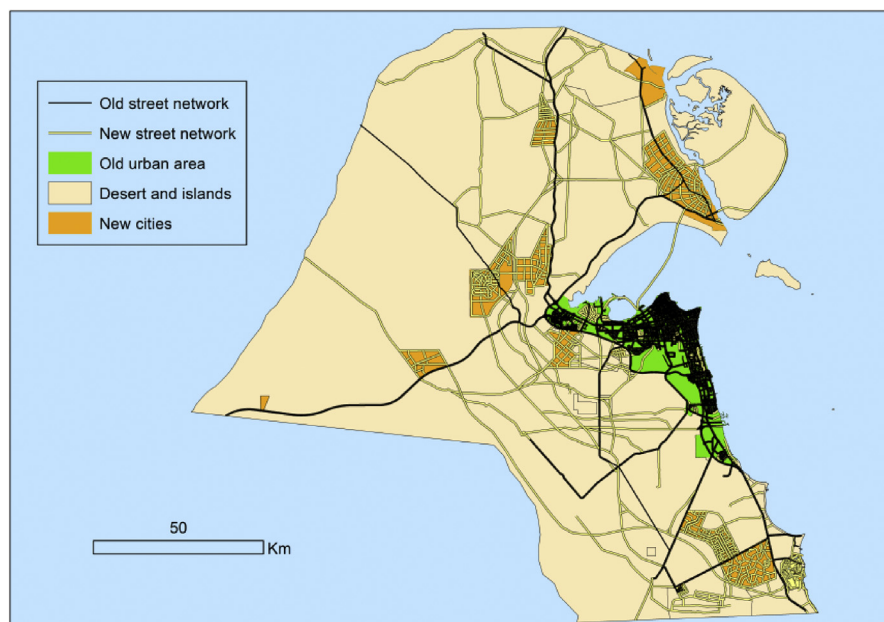 Old street network
New street network
Old urban area
Desert and islands
New cities
50
Km